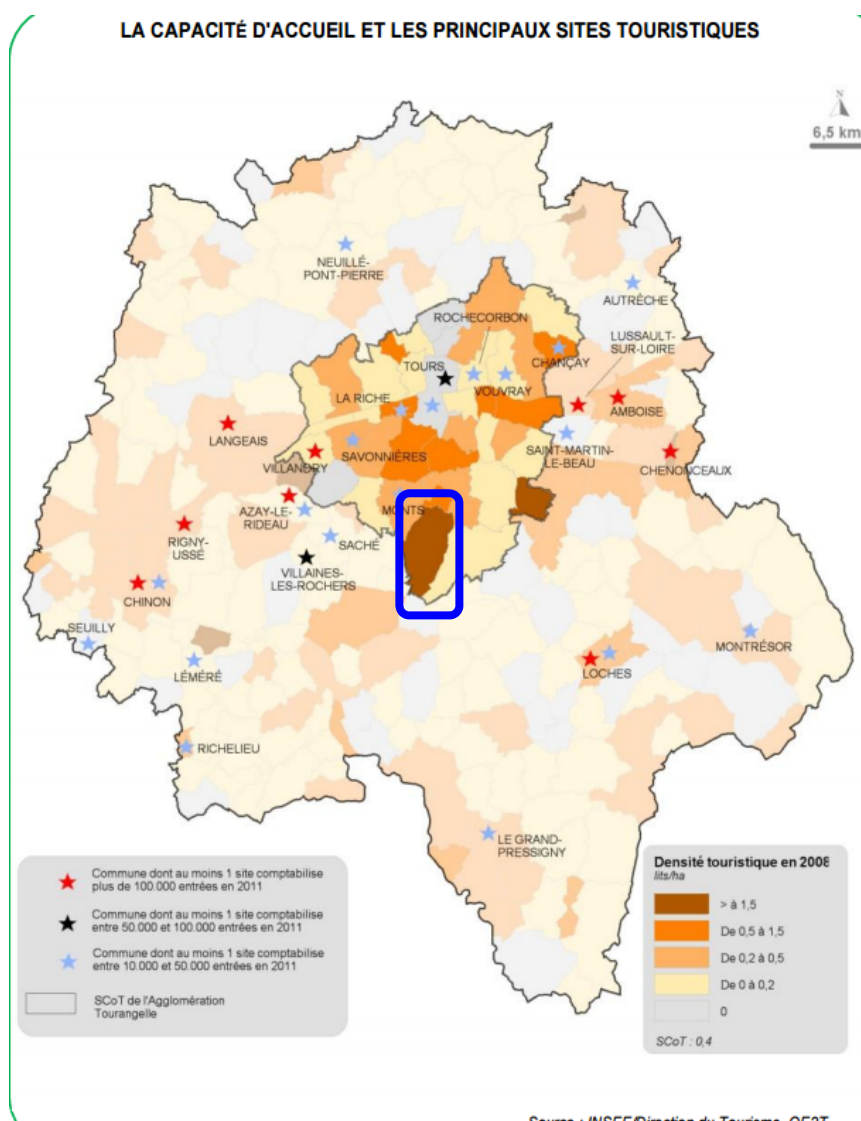 LA CAPACITÉ D'ACCUEIL ET LES PRINCIPAUX SITES TOURISTIQUES
N
6,5 km
NEUILLÉ-
PONT-PIERRE
AUTRÈCHE
ROCHECORBON
LUSSAULT-
SUR-LOIRE
TOURS
CHANÇAY
LA RICHE
VOUVRAY
AMBOISE
LANGEAIS
SAVONNIÈRES
SAINT-MARTIN-
LE-BEAU
VILLANDRY
CHENONCEAUX
AZAY-LE-
RIDEAU
MONTS
RIGNY-
USSÉ
SACHÉ
VILLAINES-
LES-ROCHERS
CHINON
SEUILLY
MONTRÉSOR
LÉMÉRÉ
LOCHES
RICHELIEU
LE GRAND-
PRESSIGNY
Commune dont au moins 1 site comptabilise
plus de 100.000 entrées en 2011
Commune dont au moins 1 site comptabilise
entre 50.000 et 100.000 entrées en 2011
Commune dont au moins 1 site comptabilise
entre 10.000 et 50.000 entrées en 2011
SCoT de l'Agglomération
Tourangelle
Densité touristique en 2008
lits/ha
> à 1,5
De 0,5 à 1,5
De 0,2 à 0,5
De 0 à 0,2
0
SCoT : 0,4
Source : INSEE/Direction du Tourisme